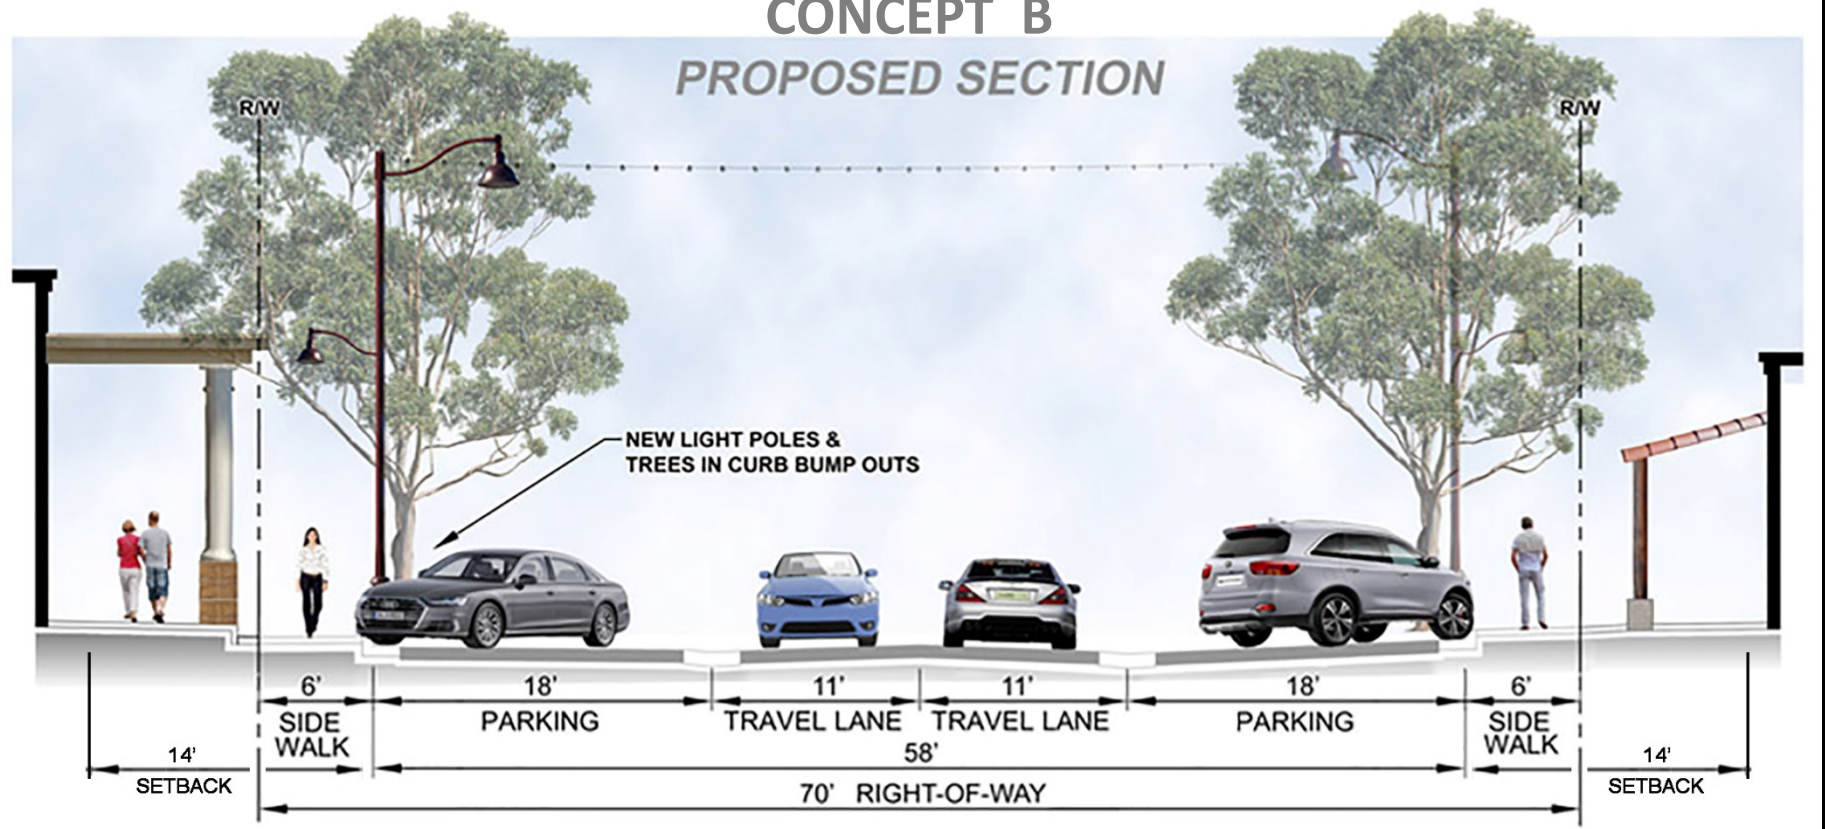 CONCEPT B
PROPOSED SECTION
R/W
R/W
NEW LIGHT POLES &
TREES IN CURB BUMP OUTS
6'
18'
11'
11'
18'
6'
SIDE
WALK
PARKING
TRAVEL LANE
TRAVEL LANE
PARKING
SIDE
WALK
14'
SETBACK
58'
14'
SETBACK
70' RIGHT-OF-WAY